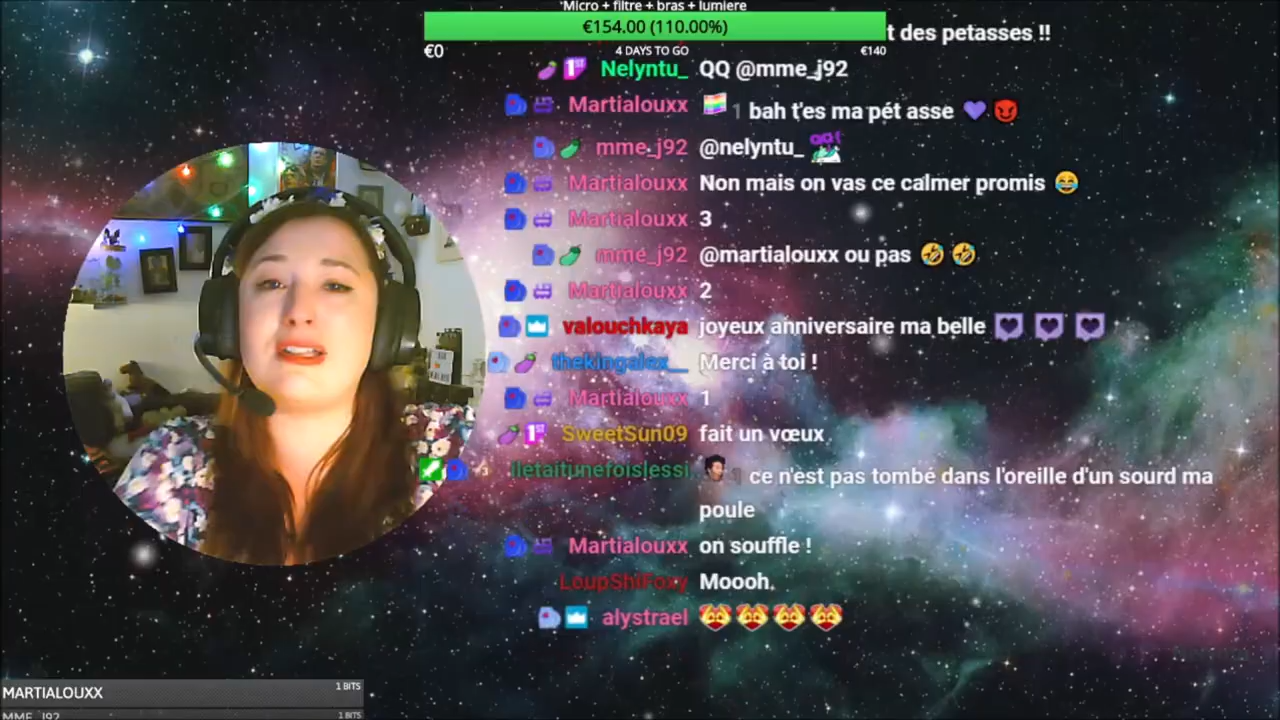 Micro + filtre + bras + lumiere
€154.00 (110.00%)
€0 4 DAYS TO GO €140
t des petasses !!
Nelyntu_ QQ @mme_j92
Martialouxx 1 bah t'es ma pét asse
mme_j92 @nelyntu_
Martialouxx Non mais on vas ce calmer promis
Martialouxx 3
mme_j92 @martialouxx ou pas
Martialouxx 2
valouchkaya joyeux anniversaire ma belle
thekingalox__ Merci à toi !
Martialouxx 1
SweetSun09 fait un vœux
iletaitunefoislessi 1 ce n'est pas tombé dans l'oreille d'un sourd ma
poule
Martialouxx on souffle !
LoupShiFoxy Moooh.
alystrael
MARTIALOUXX 1 BITS
MME_J92 1 BITS